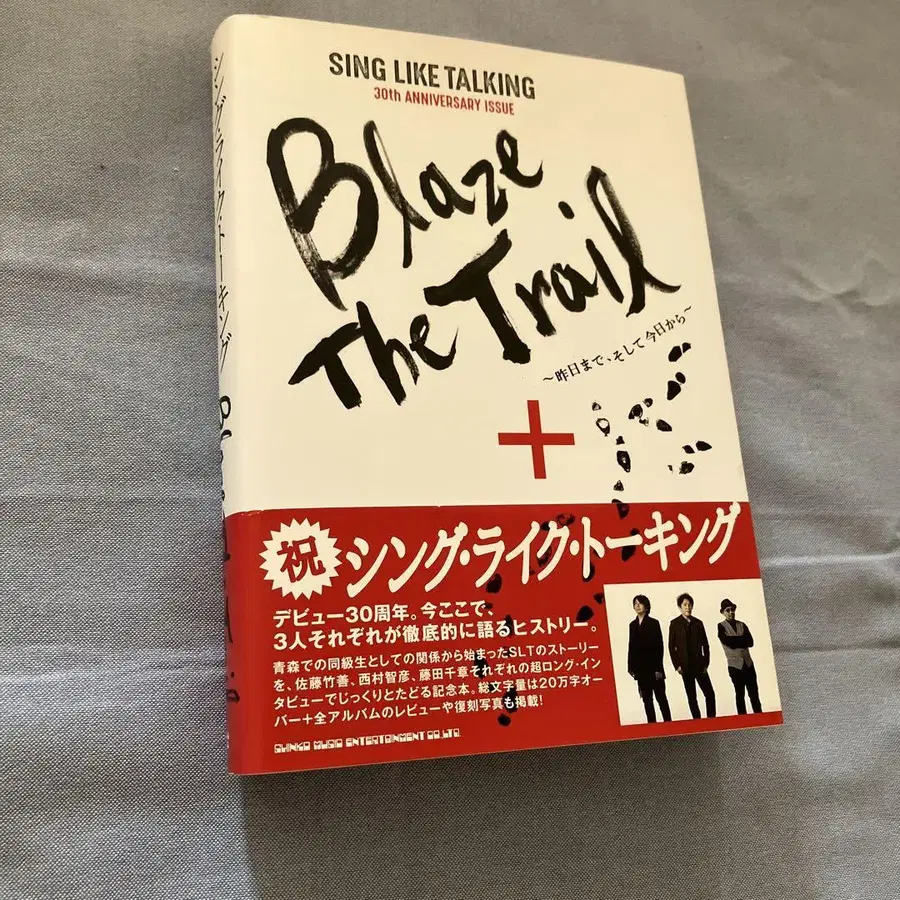 SING LIKE TALKING
30th ANNIVERSARY ISSUE
Blaze
The Trail
～昨日まで、そして今日から～
+
祝
シング・ライク・トーキング
デビュー30周年。今ここで、
3人それぞれが徹底的に語るヒストリー。
青森での同級生としての関係から始まったSLTのストーリー
を、佐藤竹善、西村智彦、藤田千章それぞれの超ロング・イン
タビューでじっくりとたどる記念本。総文字量は20万字オー
バー+全アルバムのレビューや復刻写真も掲載!
SHINKO MUSIC ENTERTAINMENT CO.,LTD.
シング・ライク・トーキング